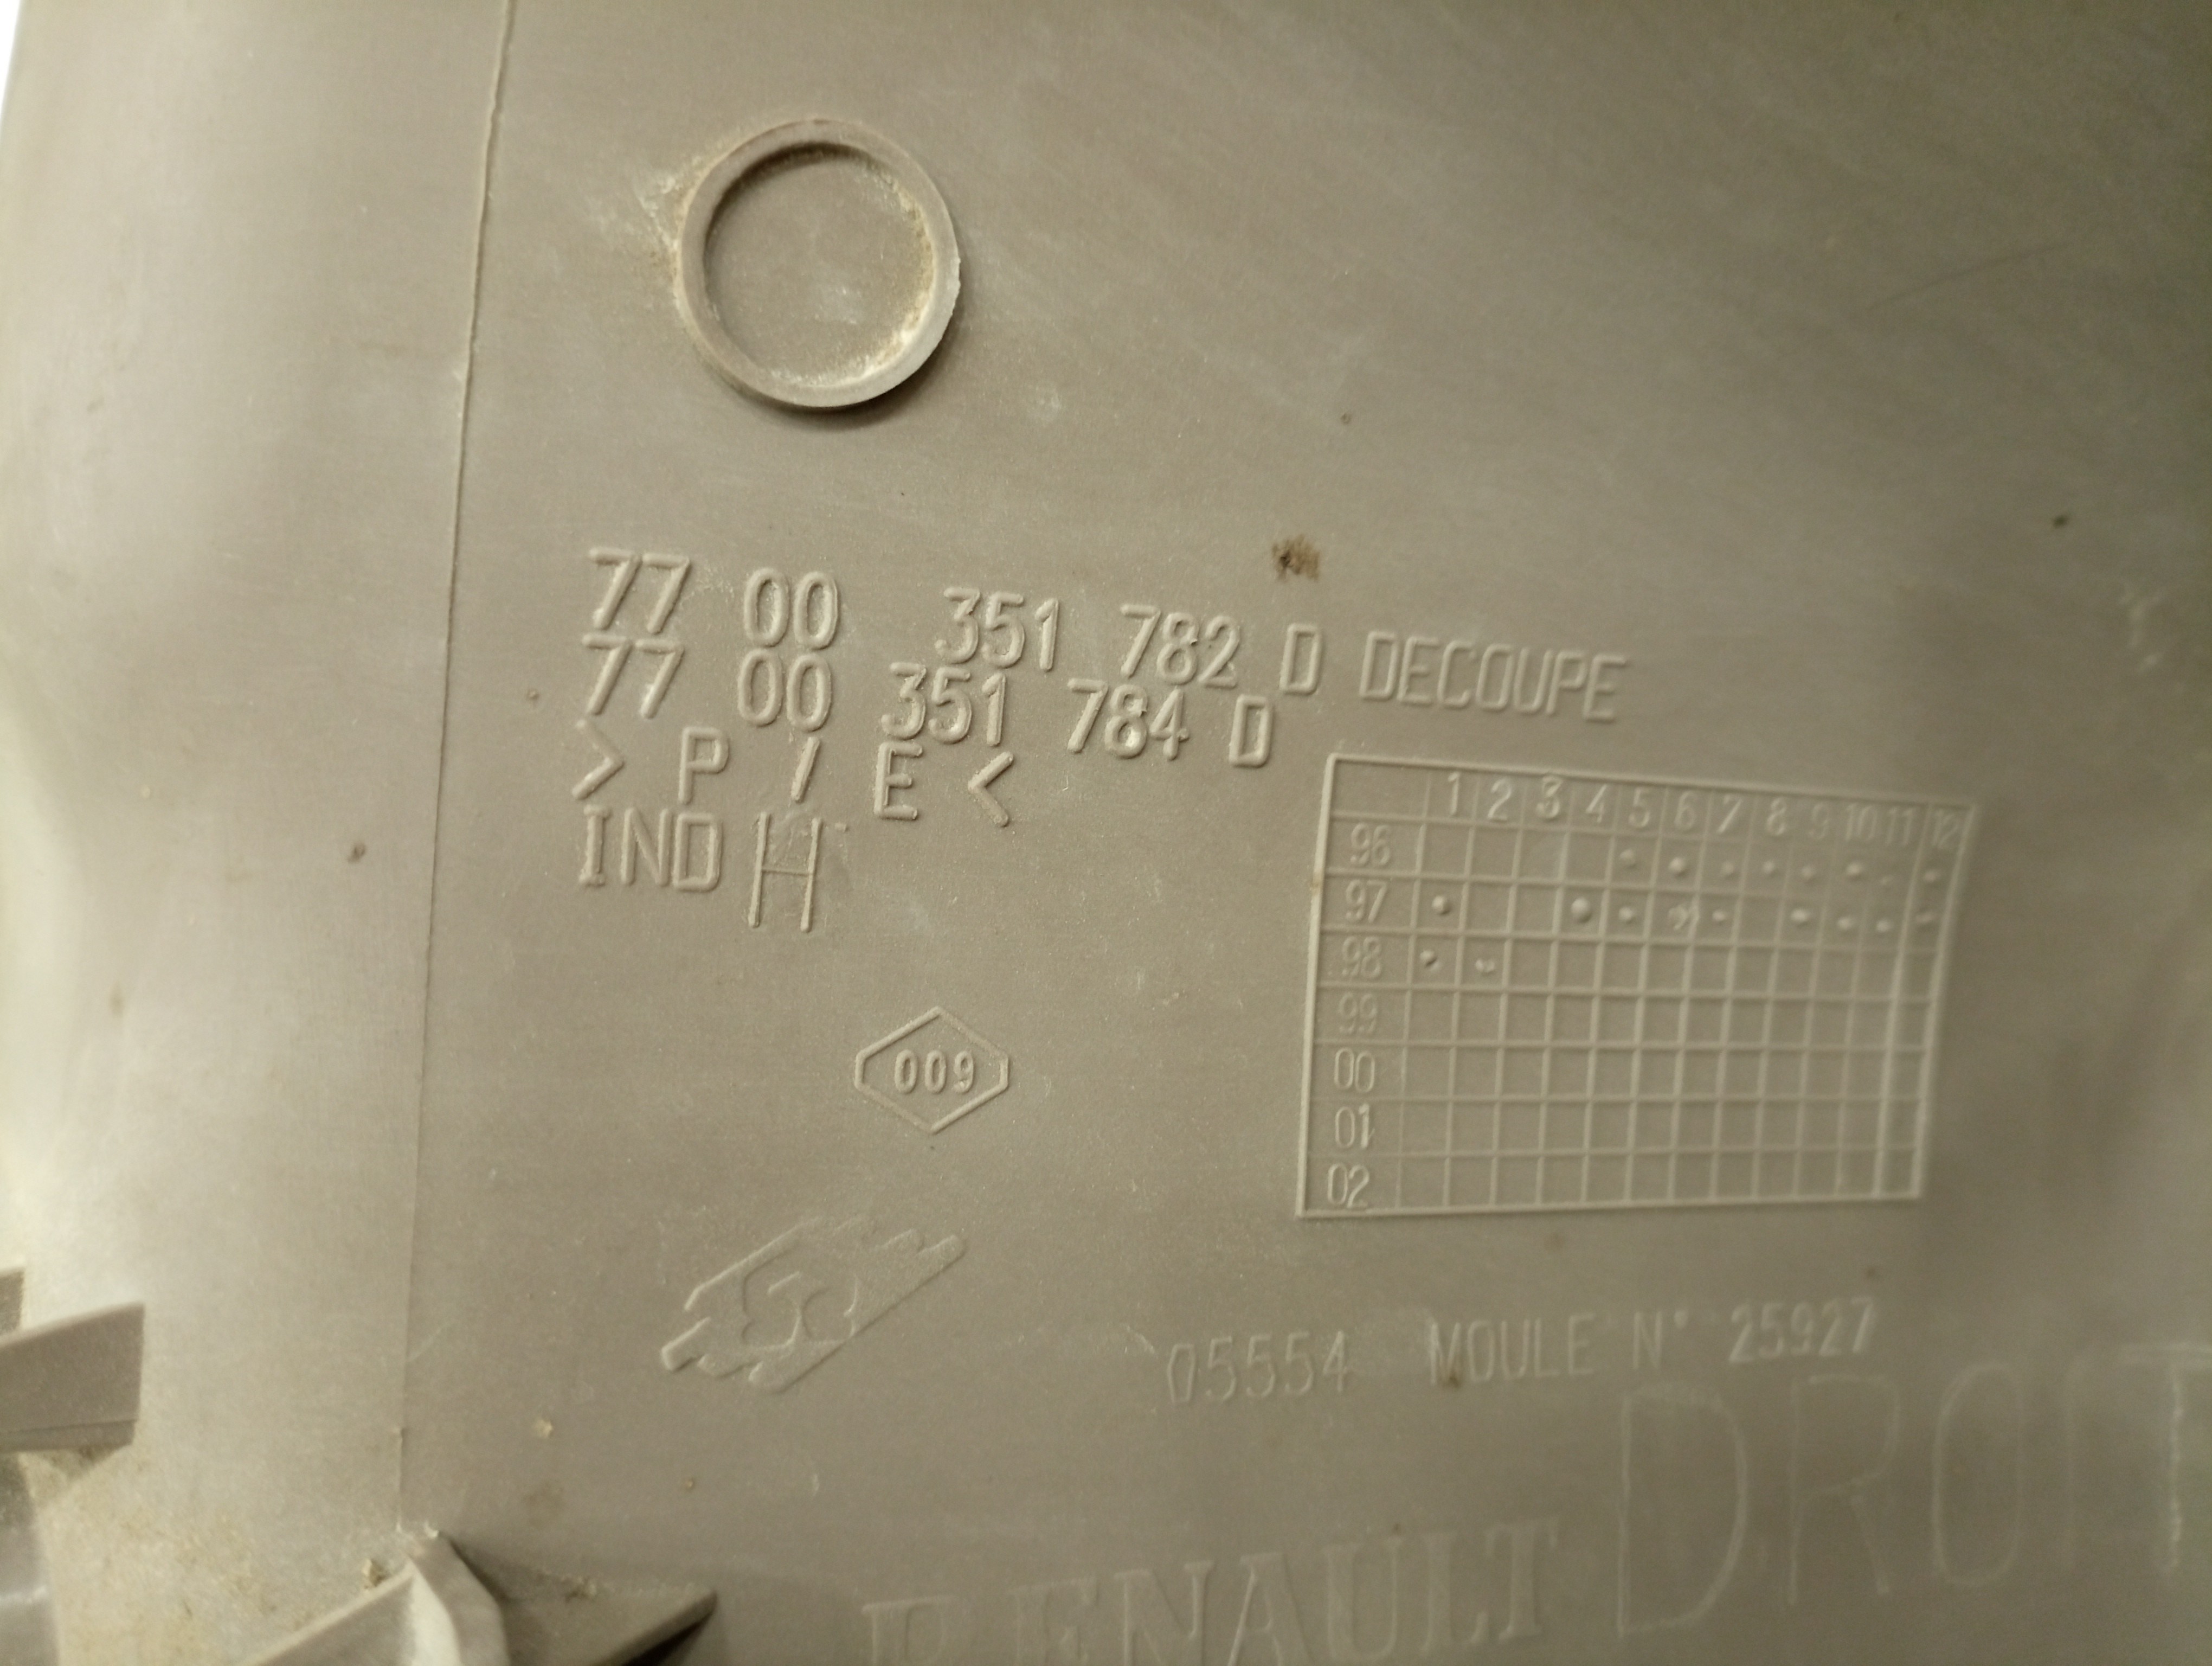 77 00 351 782 D DECOUPE
77 00 351 784 D
> P / E <
IND H
1 2 3 4 5 6 7 8 9 10 11 12
96
97
98
99
00
01
02
009
05554 MOULE N° 25927
DROIT
RENAULT